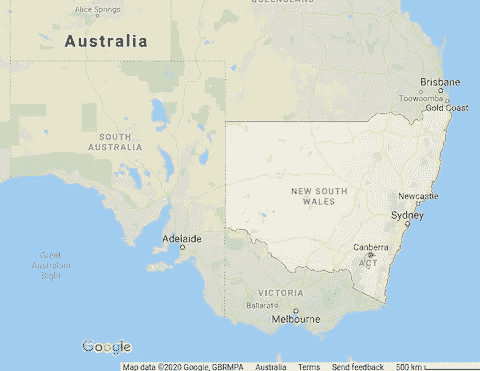 QUEENSLAND
Alice Springs
Australia
Brisbane
Toowoomba
Gold Coast
SOUTH
AUSTRALIA
NEW SOUTH
WALES
Newcastle
Sydney
Adelaide
Canberra
ACT
Great
Australian
Bight
VICTORIA
Ballarat
Melbourne
Google
Map data ©2020 Google, GBRMPA Australia Terms Send feedback 500 km